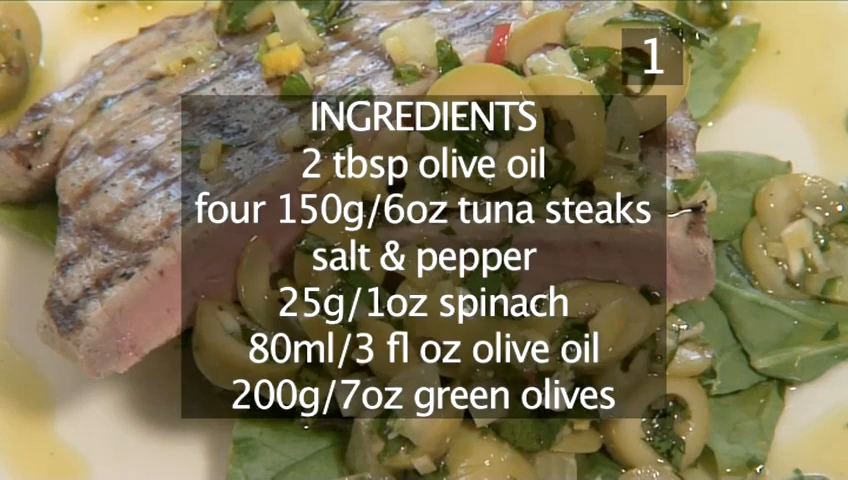 1
INGREDIENTS
2 tbsp olive oil
four 150g/6oz tuna steaks
salt & pepper
25g/1oz spinach
80ml/3 fl oz olive oil
200g/7oz green olives